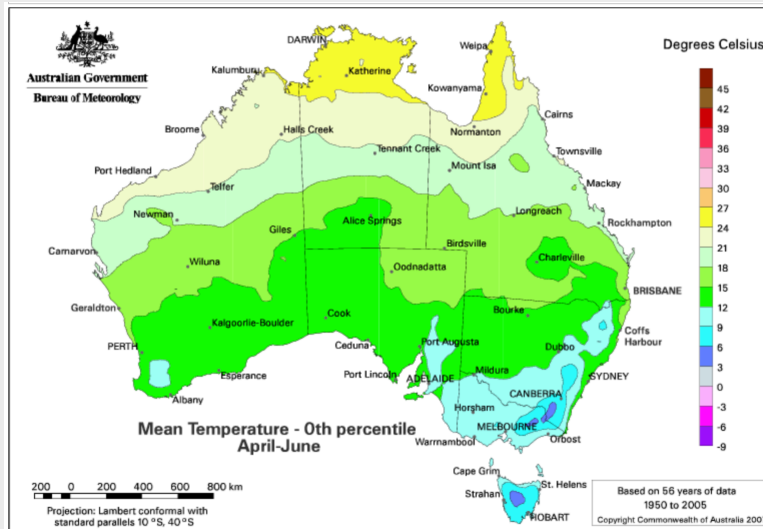 Australian Government
Bureau of Meteorology
Degrees Celsius
45
42
39
36
33
30
27
24
21
18
15
12
9
6
3
0
-3
-6
-9
DARWIN
Weipa
Kalumburu
Katherine
Kowanyama
Cairns
Broome
Halls Creek
Normanton
Tennant Creek
Townsville
Port Hedland
Mount Isa
Mackay
Telfer
Newman
Longreach
Alice Springs
Rockhampton
Giles
Birdsville
Carnarvon
Charleville
Wiluna
Oodnadatta
BRISBANE
Geraldton
Bourke
Cook
Kalgoorlie-Boulder
Coffs
Harbour
PERTH
Ceduna
Port Augusta
Dubbo
Esperance
Port Lincoln
ADELAIDE
Mildura
SYDNEY
Albany
CANBERRA
Horsham
MELBOURNE
Warrnambool
Orbost
Mean Temperature - 0th percentile
April-June
Cape Grim
St. Helens
Strahan
HOBART
200 0 200 400 600 800 km
Projection: Lambert conformal with
standard parallels 10 °S, 40 °S
Based on 56 years of data
1950 to 2005
Copyright Commonwealth of Australia